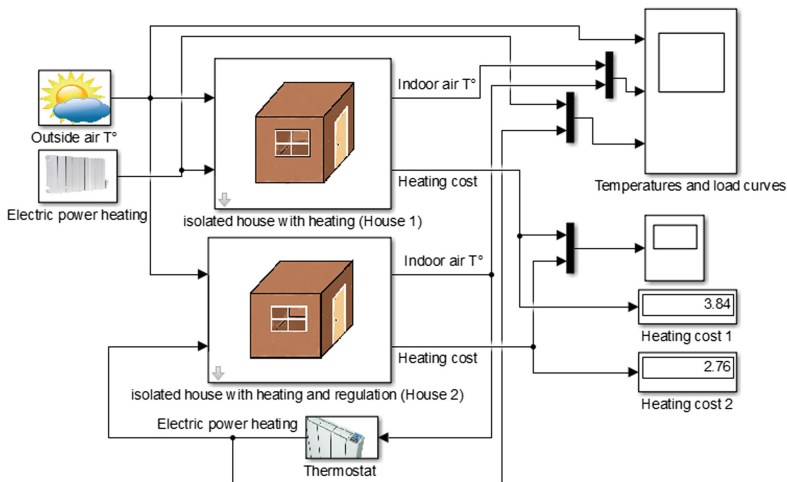 Indoor air T°
Outside air T°
Heating cost
Temperatures and load curves
Electric power heating
isolated house with heating (House 1)
Indoor air T°
3.84
Heating cost 1
Heating cost
2.76
isolated house with heating and regulation (House 2)
Heating cost 2
Electric power heating
Thermostat